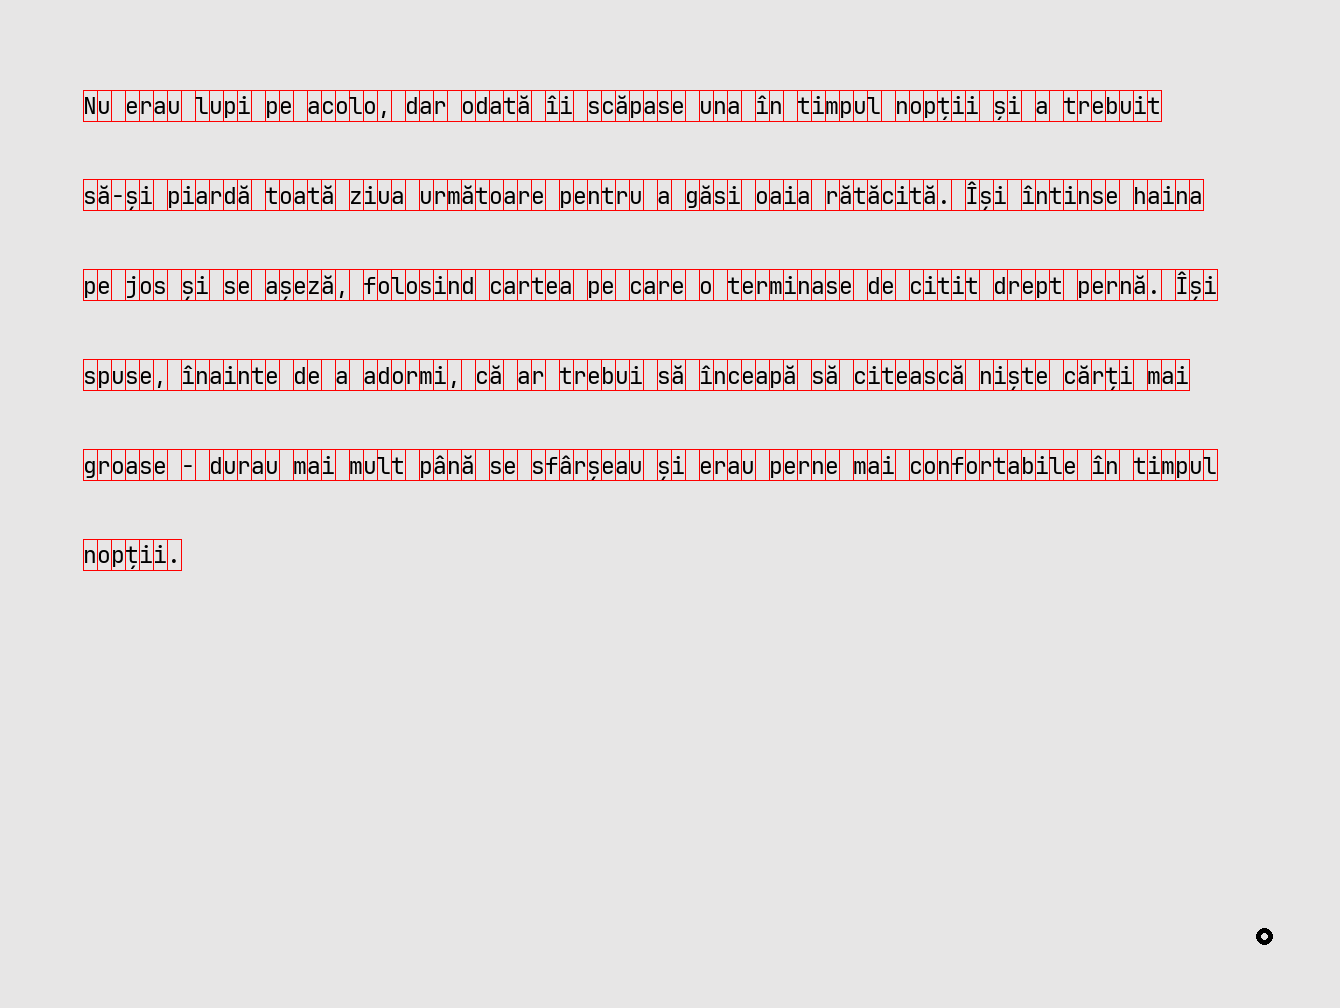 Nu erau lupi pe acolo, dar odată îi scăpase una în timpul nopții și a trebuit
să-și piardă toată ziua următoare pentru a găsi oaia rătăcită. Își întinse haina
pe jos și se așeză, folosind cartea pe care o terminase de citit drept pernă. Își
spuse, înainte de a adormi, că ar trebui să înceapă să citească niște cărți mai
groase - durau mai mult până se sfârșeau și erau perne mai confortabile în timpul
nopții.